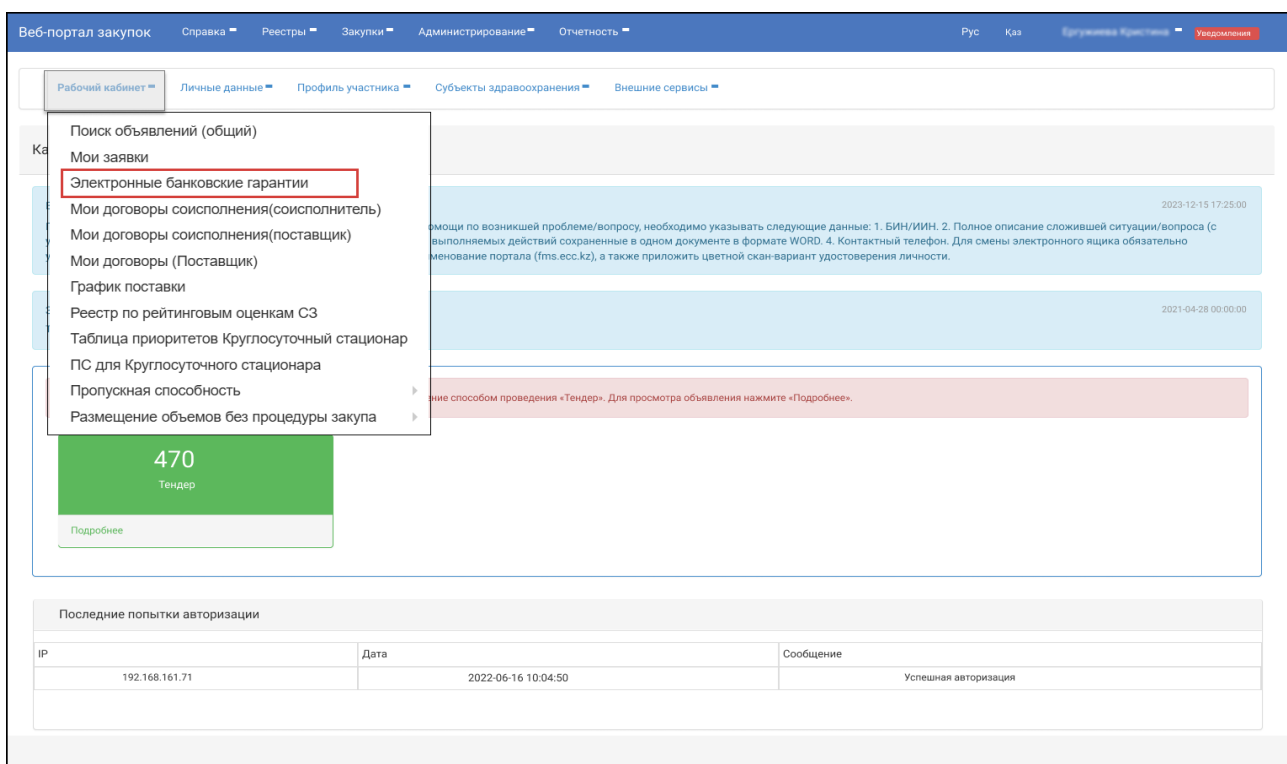 Веб-портал закупок Справка Реестры Закупки Администрирование Отчетность Рус Қаз Уведомления
Рабочий кабинет Личные данные Профиль участника Субъекты здравоохранения Внешние сервисы
Ка
Поиск объявлений (общий)
Мои заявки
Электронные банковские гарантии
Мои договоры соисполнения(соисполнитель)
Мои договоры соисполнения(поставщик)
Мои договоры (Поставщик)
График поставки
Реестр по рейтинговым оценкам СЗ
Таблица приоритетов Круглосуточный стационар
ПС для Круглосуточного стационара
Пропускная способность
Размещение объемов без процедуры закупа
2023-12-15 17:25:00
омощи по возникшей проблеме/вопросу, необходимо указывать следующие данные: 1. БИН/ИИН. 2. Полное описание сложившей ситуации/вопроса (с
выполняемых действий сохраненные в одном документе в формате WORD. 4. Контактный телефон. Для смены электронного ящика обязательно
менование портала (fms.ecc.kz), а также приложить цветной скан-вариант удостоверения личности.
2021-04-28 00:00:00
ние способом проведения «Тендер». Для просмотра объявления нажмите «Подробнее».
470
Тендер
Подробнее
Последние попытки авторизации
IP Дата Сообщение
192.168.161.71 2022-06-16 10:04:50 Успешная авторизация